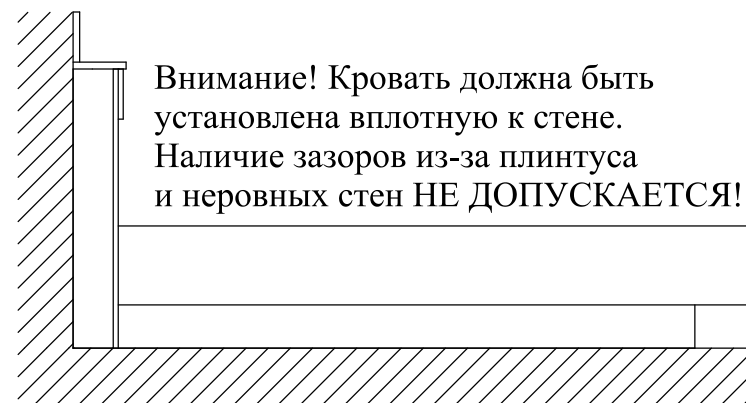 Внимание! Кровать должна быть
установлена вплотную к стене.
Наличие зазоров из-за плинтуса
и неровных стен НЕ ДОПУСКАЕТСЯ!